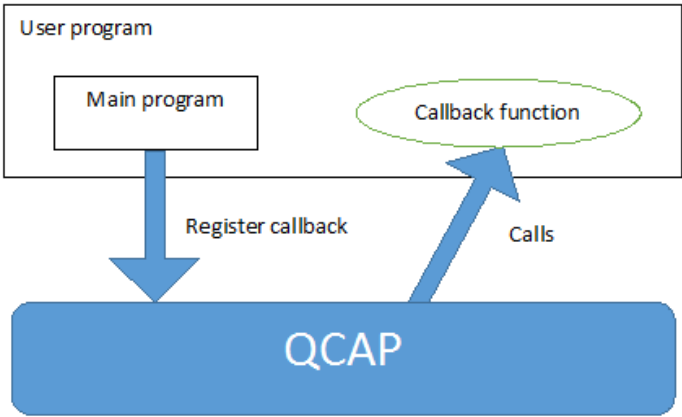 User program
Main program
Callback function
Register callback
Calls
QCAP